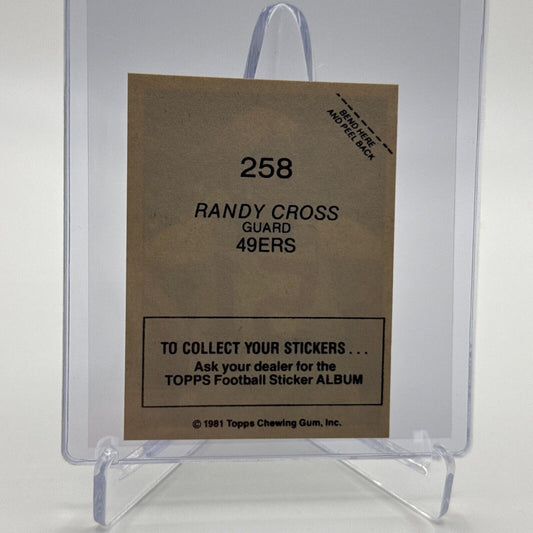 BEND HERE
AND PEEL BACK
258
RANDY CROSS
GUARD
49ERS
TO COLLECT YOUR STICKERS...
Ask your dealer for the
TOPPS Football Sticker ALBUM
© 1981 Topps Chewing Gum, Inc.